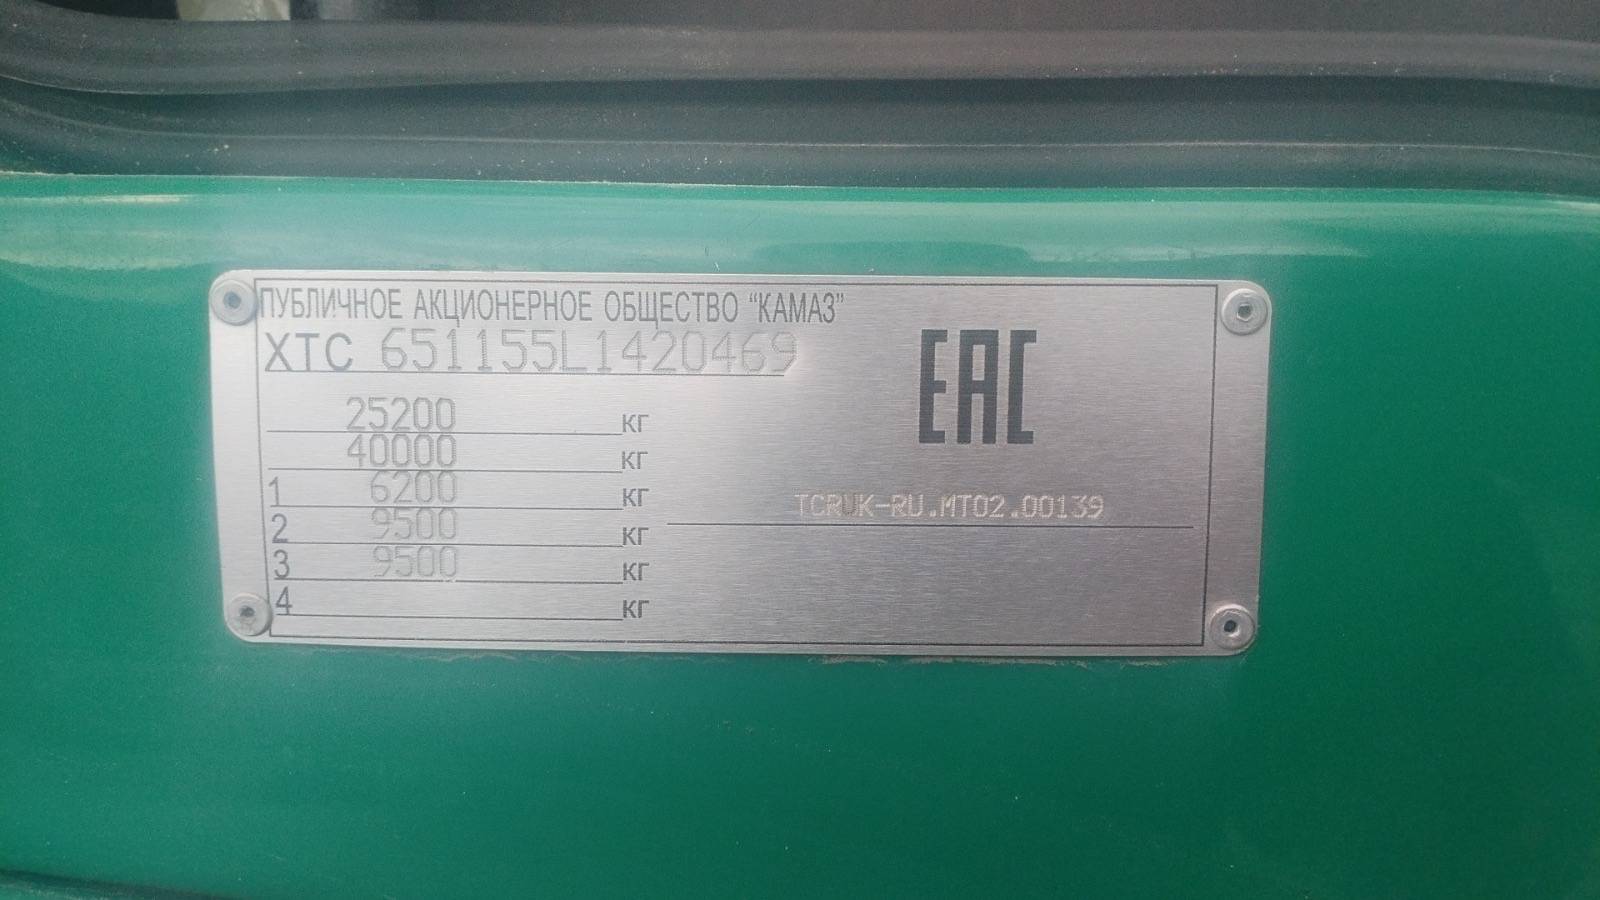 ПУБЛИЧНОЕ АКЦИОНЕРНОЕ ОБЩЕСТВО “КАМАЗ”
XTC 651155L1420469
EAC
25200 кг
40000 кг
1 6200 кг
2 9500 кг
3 9500 кг
4 кг
TCRUK-RU.MT02.00139